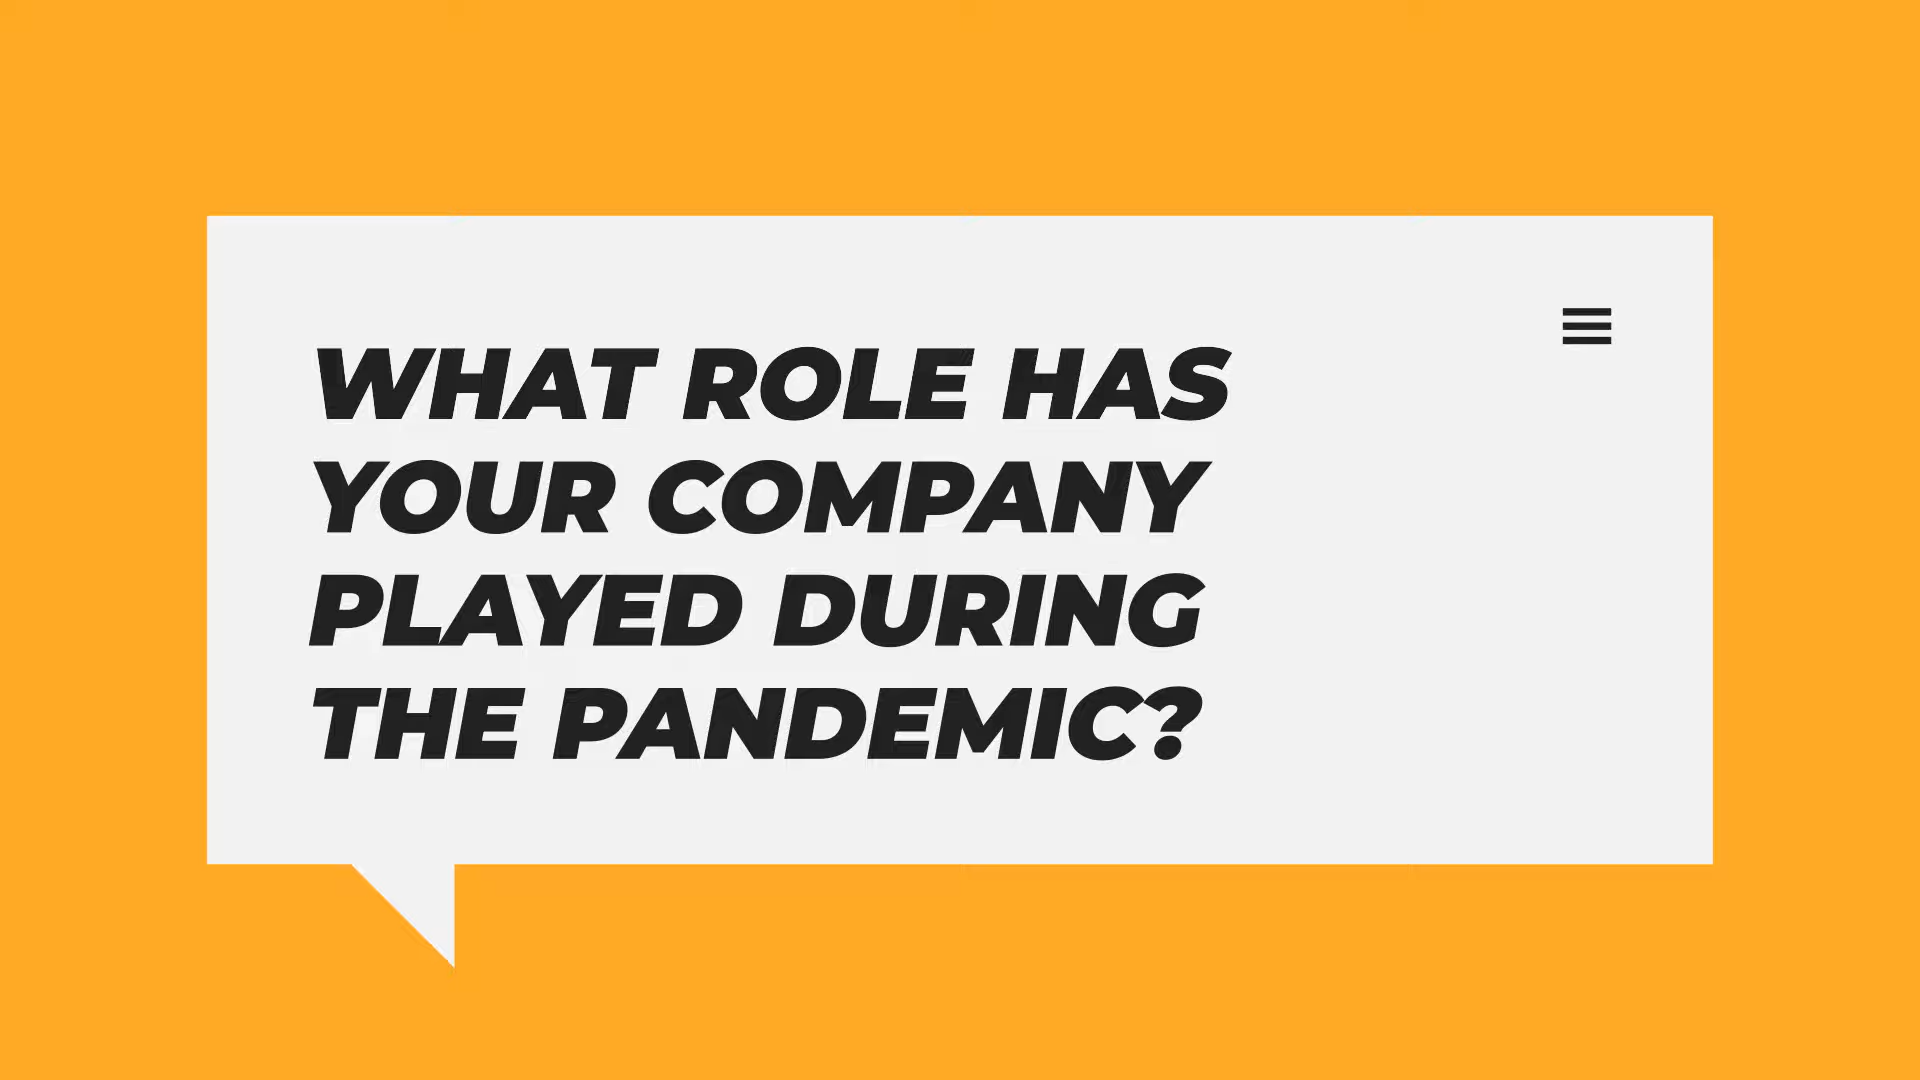 WHAT ROLE HAS
YOUR COMPANY
PLAYED DURING
THE PANDEMIC?